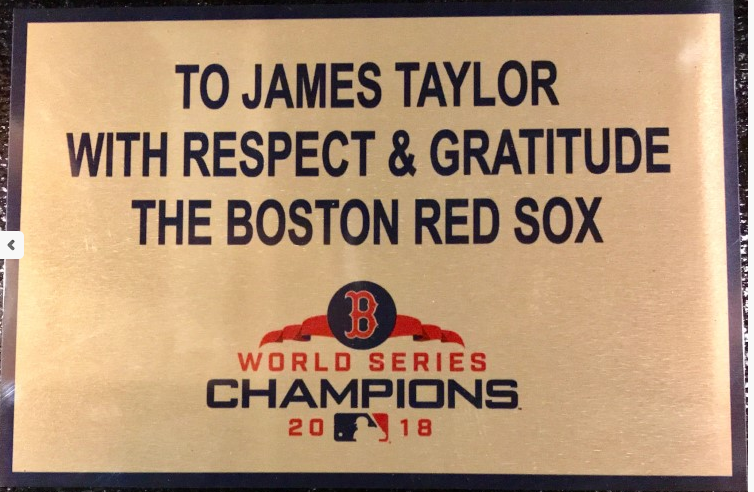 TO JAMES TAYLOR
WITH RESPECT & GRATITUDE
THE BOSTON RED SOX
B
WORLD SERIES
CHAMPIONS
20 18